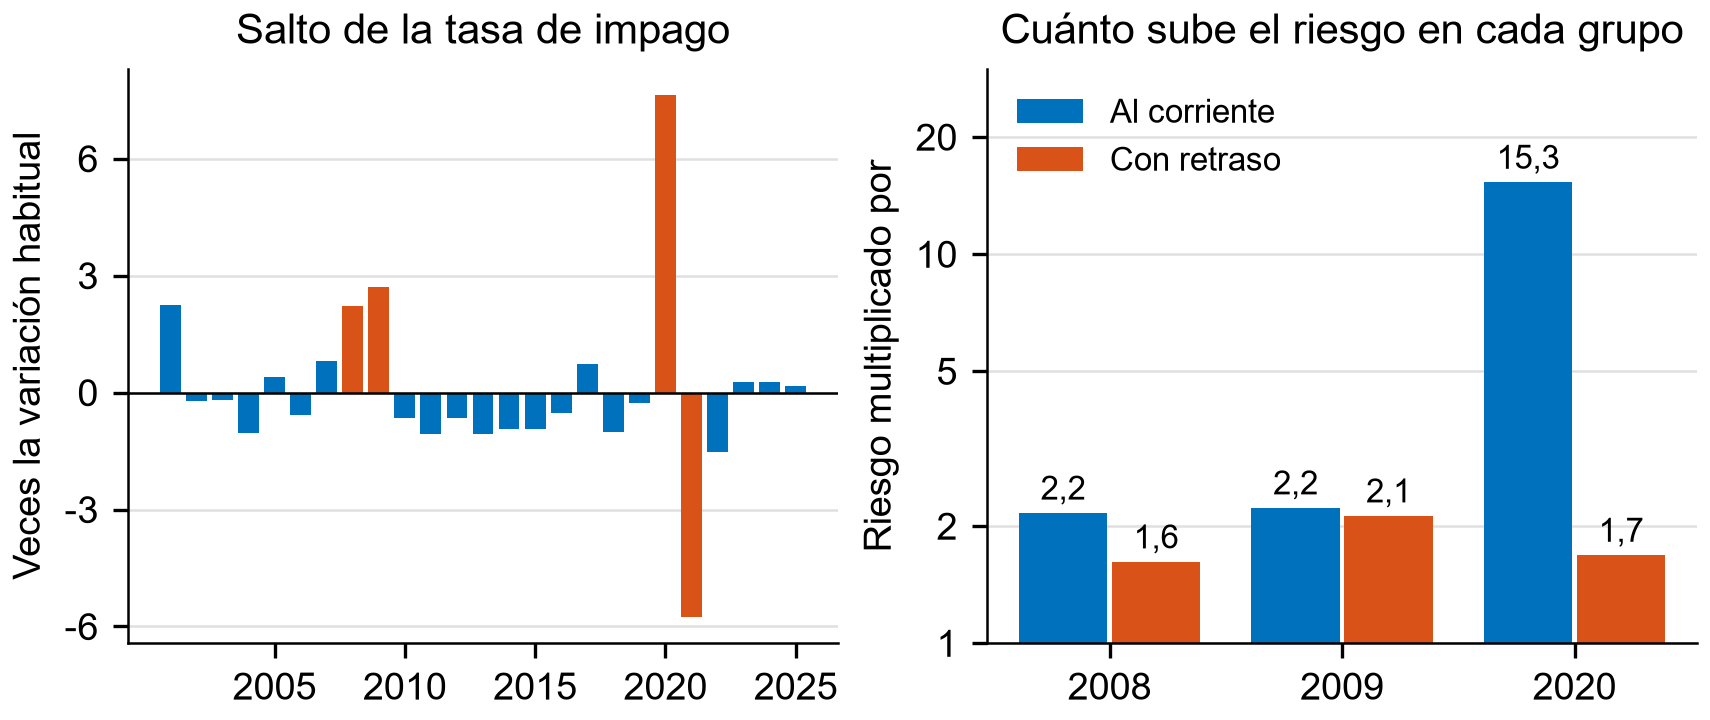 Salto de la tasa de impago
Veces la variación habitual
6
3
0
-3
-6
2005 2010 2015 2020 2025
Cuánto sube el riesgo en cada grupo
Riesgo multiplicado por
20
10
5
2
1
Al corriente
Con retraso
2,2
1,6
2,2
2,1
15,3
1,7
2008 2009 2020